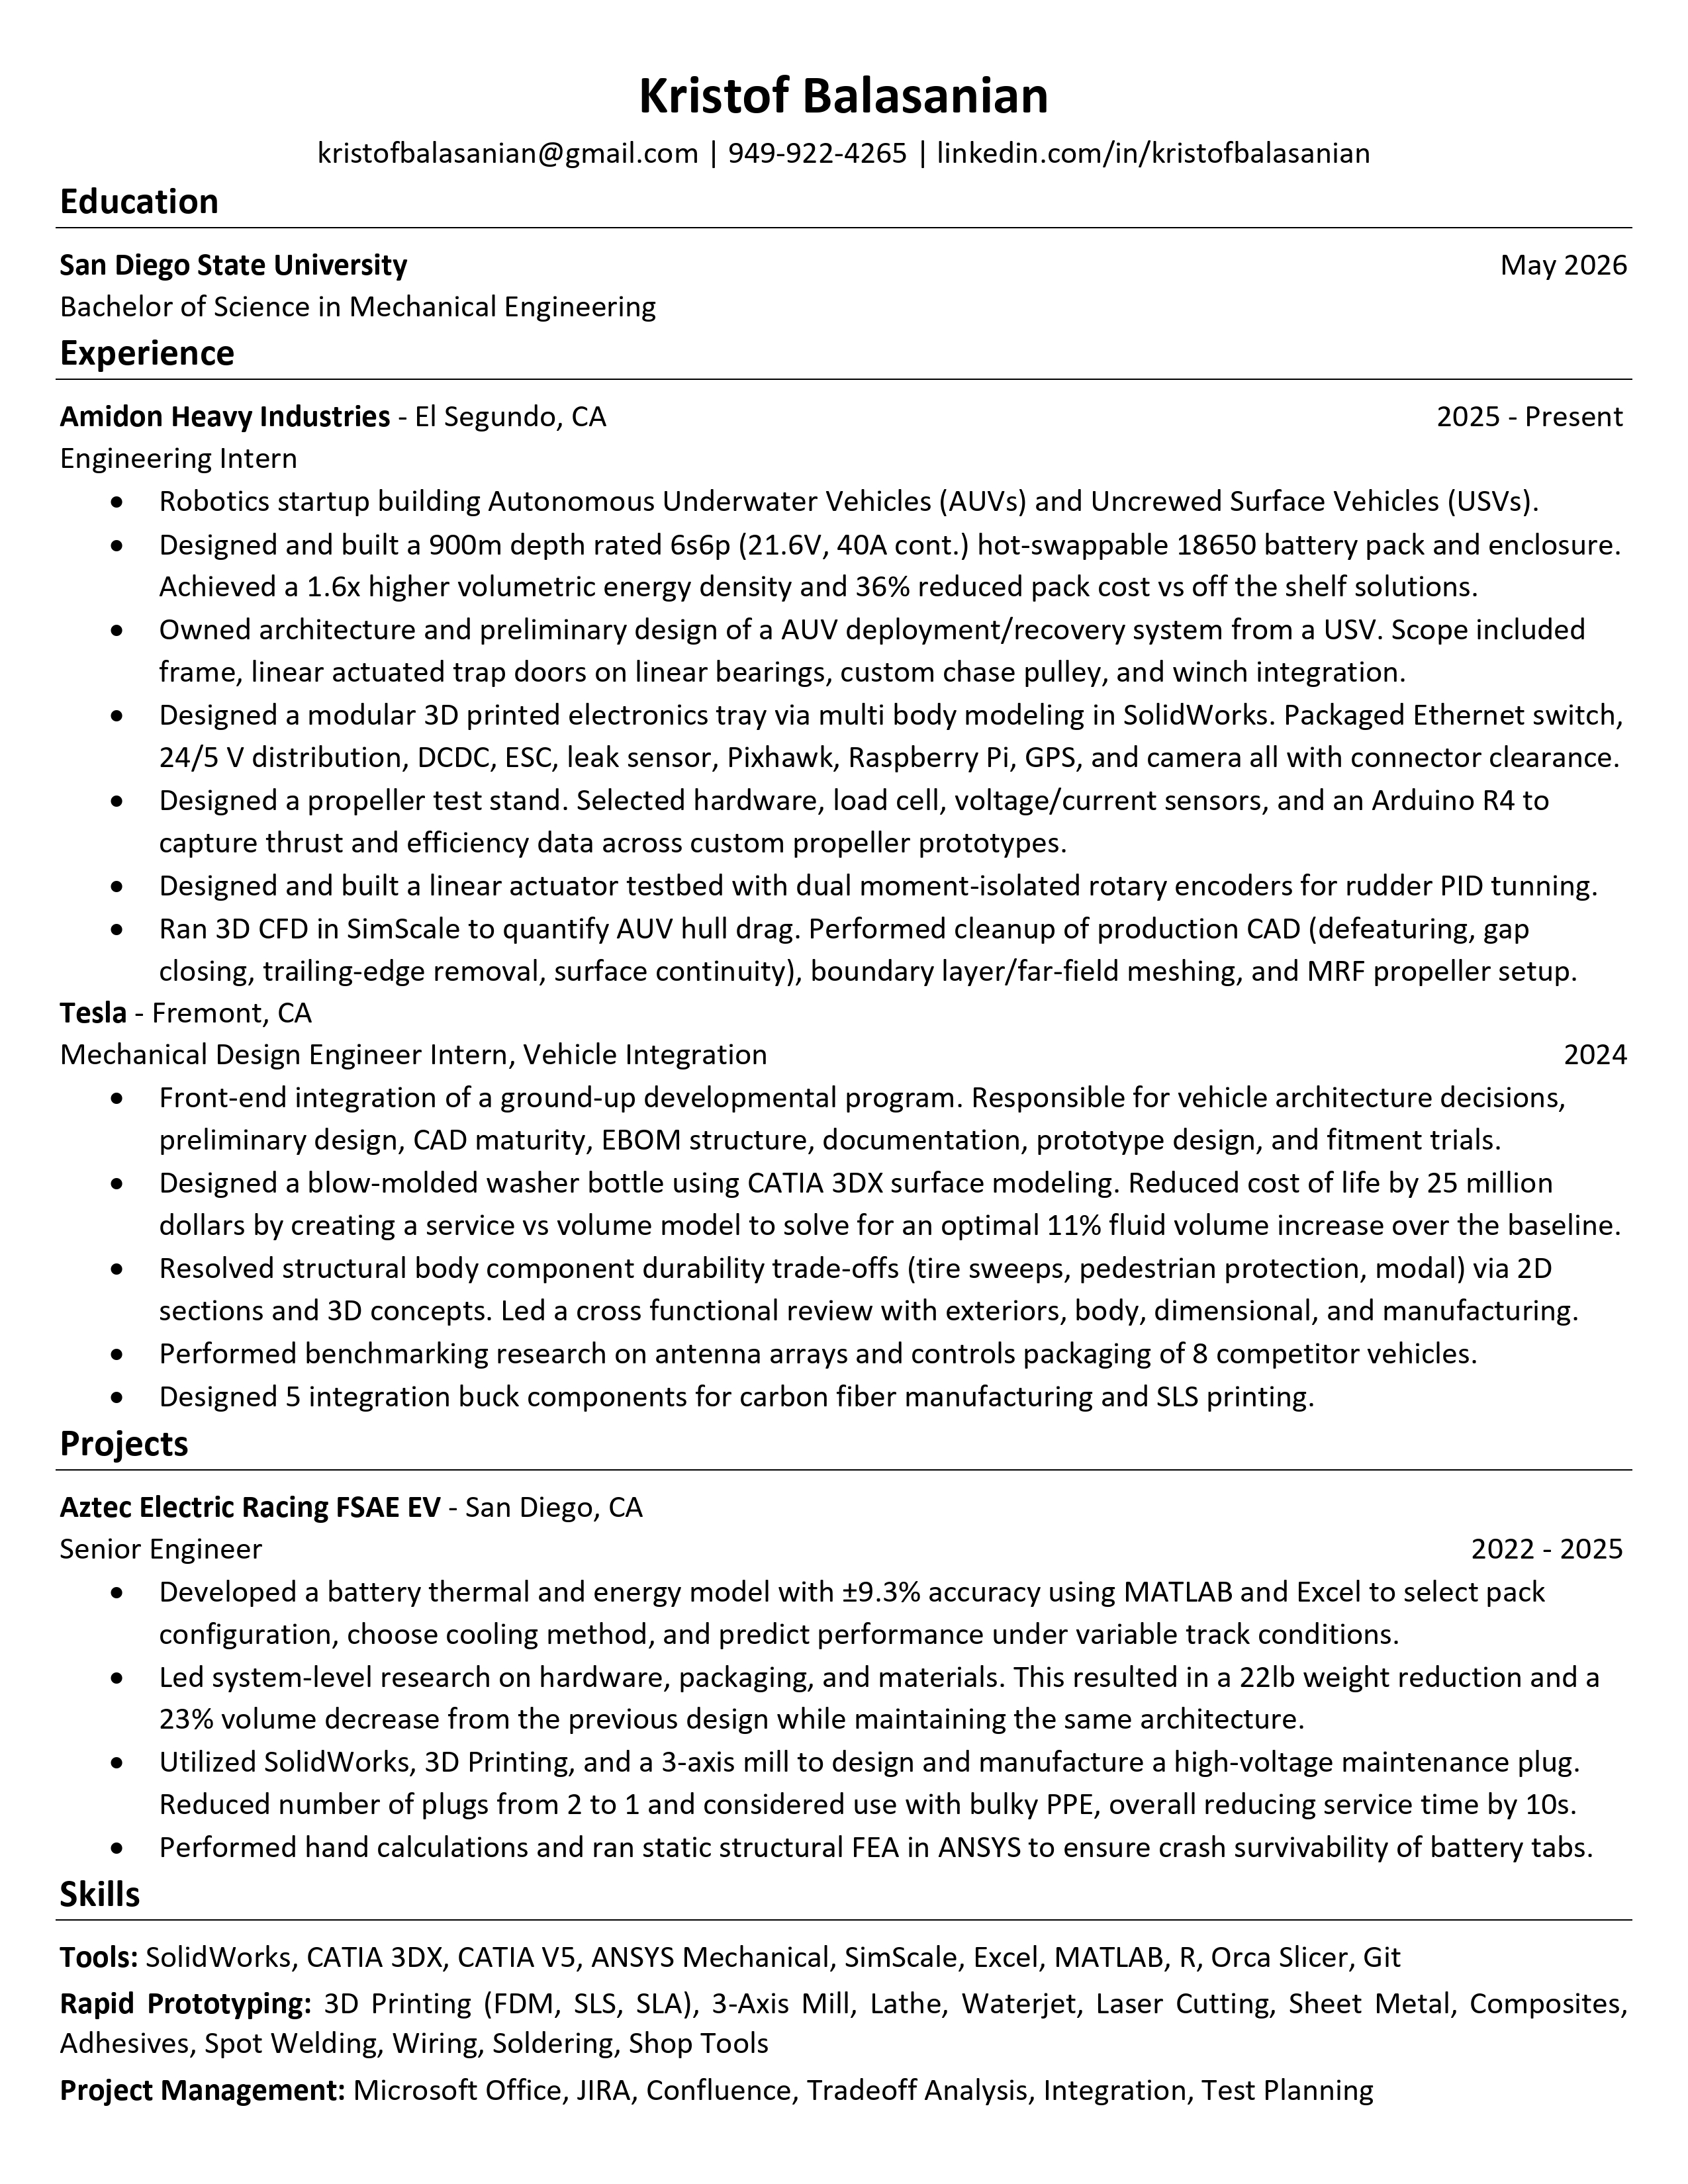 Kristof Balasanian
kristofbalasanian@gmail.com | 949-922-4265 | linkedin.com/in/kristofbalasanian
Education
San Diego State University May 2026
Bachelor of Science in Mechanical Engineering
Experience
Amidon Heavy Industries - El Segundo, CA 2025 - Present
Engineering Intern
● Robotics startup building Autonomous Underwater Vehicles (AUVs) and Uncrewed Surface Vehicles (USVs).
● Designed and built a 900m depth rated 6s6p (21.6V, 40A cont.) hot-swappable 18650 battery pack and enclosure.
Achieved a 1.6x higher volumetric energy density and 36% reduced pack cost vs off the shelf solutions.
● Owned architecture and preliminary design of a AUV deployment/recovery system from a USV. Scope included
frame, linear actuated trap doors on linear bearings, custom chase pulley, and winch integration.
● Designed a modular 3D printed electronics tray via multi body modeling in SolidWorks. Packaged Ethernet switch,
24/5 V distribution, DCDC, ESC, leak sensor, Pixhawk, Raspberry Pi, GPS, and camera all with connector clearance.
● Designed a propeller test stand. Selected hardware, load cell, voltage/current sensors, and an Arduino R4 to
capture thrust and efficiency data across custom propeller prototypes.
● Designed and built a linear actuator testbed with dual moment-isolated rotary encoders for rudder PID tunning.
● Ran 3D CFD in SimScale to quantify AUV hull drag. Performed cleanup of production CAD (defeaturing, gap
closing, trailing-edge removal, surface continuity), boundary layer/far-field meshing, and MRF propeller setup.
Tesla - Fremont, CA
Mechanical Design Engineer Intern, Vehicle Integration 2024
● Front-end integration of a ground-up developmental program. Responsible for vehicle architecture decisions,
preliminary design, CAD maturity, EBOM structure, documentation, prototype design, and fitment trials.
● Designed a blow-molded washer bottle using CATIA 3DX surface modeling. Reduced cost of life by 25 million
dollars by creating a service vs volume model to solve for an optimal 11% fluid volume increase over the baseline.
● Resolved structural body component durability trade-offs (tire sweeps, pedestrian protection, modal) via 2D
sections and 3D concepts. Led a cross functional review with exteriors, body, dimensional, and manufacturing.
● Performed benchmarking research on antenna arrays and controls packaging of 8 competitor vehicles.
● Designed 5 integration buck components for carbon fiber manufacturing and SLS printing.
Projects
Aztec Electric Racing FSAE EV - San Diego, CA
Senior Engineer 2022 - 2025
● Developed a battery thermal and energy model with ±9.3% accuracy using MATLAB and Excel to select pack
configuration, choose cooling method, and predict performance under variable track conditions.
● Led system-level research on hardware, packaging, and materials. This resulted in a 22lb weight reduction and a
23% volume decrease from the previous design while maintaining the same architecture.
● Utilized SolidWorks, 3D Printing, and a 3-axis mill to design and manufacture a high-voltage maintenance plug.
Reduced number of plugs from 2 to 1 and considered use with bulky PPE, overall reducing service time by 10s.
● Performed hand calculations and ran static structural FEA in ANSYS to ensure crash survivability of battery tabs.
Skills
Tools: SolidWorks, CATIA 3DX, CATIA V5, ANSYS Mechanical, SimScale, Excel, MATLAB, R, Orca Slicer, Git
Rapid Prototyping: 3D Printing (FDM, SLS, SLA), 3-Axis Mill, Lathe, Waterjet, Laser Cutting, Sheet Metal, Composites,
Adhesives, Spot Welding, Wiring, Soldering, Shop Tools
Project Management: Microsoft Office, JIRA, Confluence, Tradeoff Analysis, Integration, Test Planning